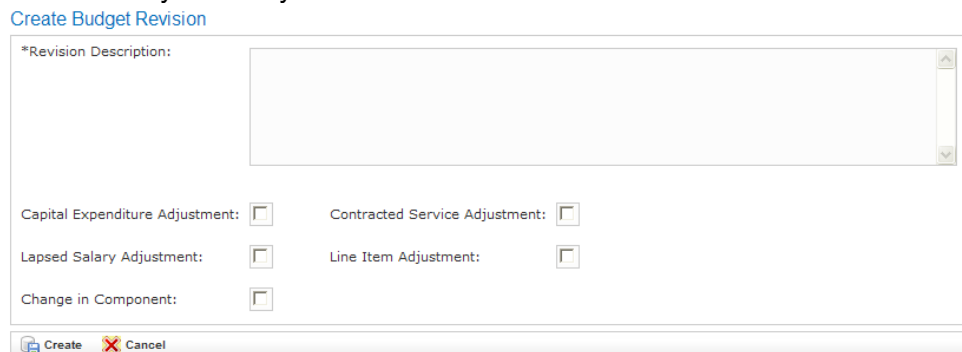 Create Budget Revision
*Revision Description:
Capital Expenditure Adjustment: Contracted Service Adjustment:
Lapsed Salary Adjustment: Line Item Adjustment:
Change in Component:
Create Cancel